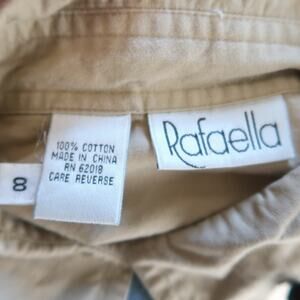 Rafaella
100% COTTON
MADE IN CHINA
RN 62018
CARE REVERSE
8